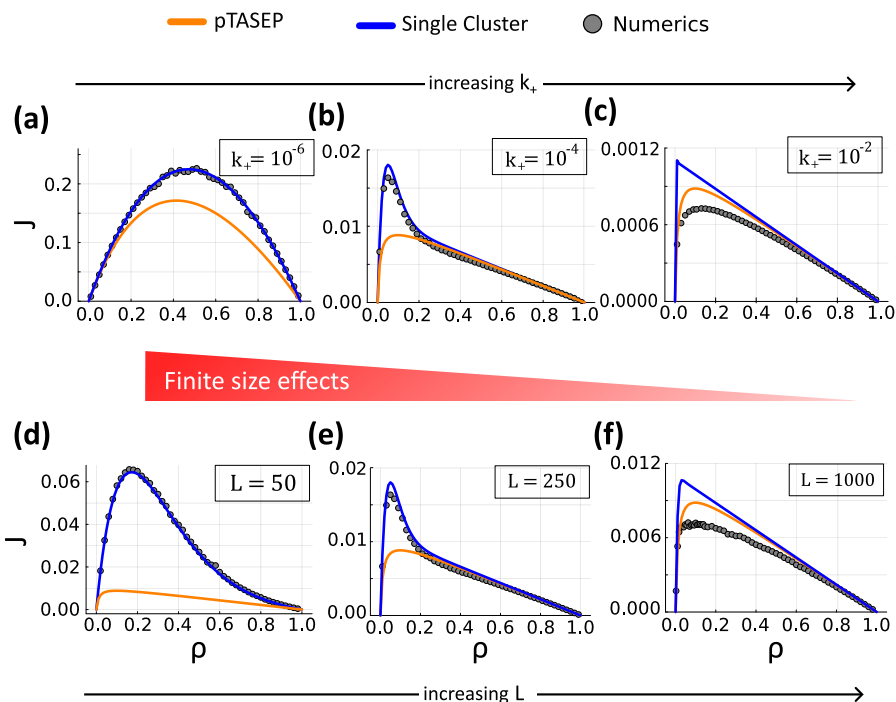 pTASEP Single Cluster Numerics
increasing k₊
(a) (b) (c)
k₊= 10⁻⁶
k₊= 10⁻⁴
k₊= 10⁻²
J
0.2
0.1
0.0
0.0 0.2 0.4 0.6 0.8 1.0
0.02
0.01
0.00
0.0 0.2 0.4 0.6 0.8 1.0
0.0012
0.0006
0.0000
0.0 0.2 0.4 0.6 0.8 1.0
Finite size effects
(d) (e) (f)
L = 50
L = 250
L = 1000
J
0.06
0.04
0.02
0.00
0.0 0.2 0.4 0.6 0.8 1.0
ρ
0.02
0.01
0.00
0.0 0.2 0.4 0.6 0.8 1.0
ρ
0.012
0.006
0.000
0.0 0.2 0.4 0.6 0.8 1.0
ρ
increasing L